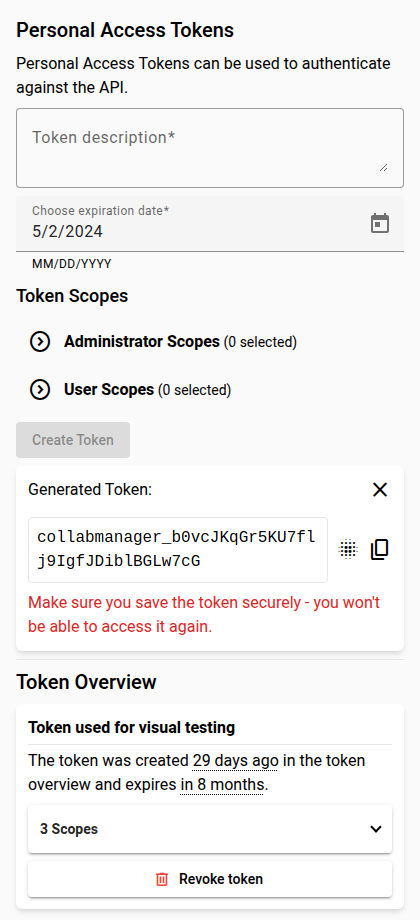 Personal Access Tokens
Personal Access Tokens can be used to authenticate
against the API.
Token description*
Choose expiration date*
5/2/2024
MM/DD/YYYY
Token Scopes
Administrator Scopes (0 selected)
User Scopes (0 selected)
Create Token
Generated Token:
collabmanager_b0vcJKqGr5KU7fl
j9IgfJDiblBGLw7cG
Make sure you save the token securely - you won't
be able to access it again.
Token Overview
Token used for visual testing
The token was created 29 days ago in the token
overview and expires in 8 months.
3 Scopes
Revoke token